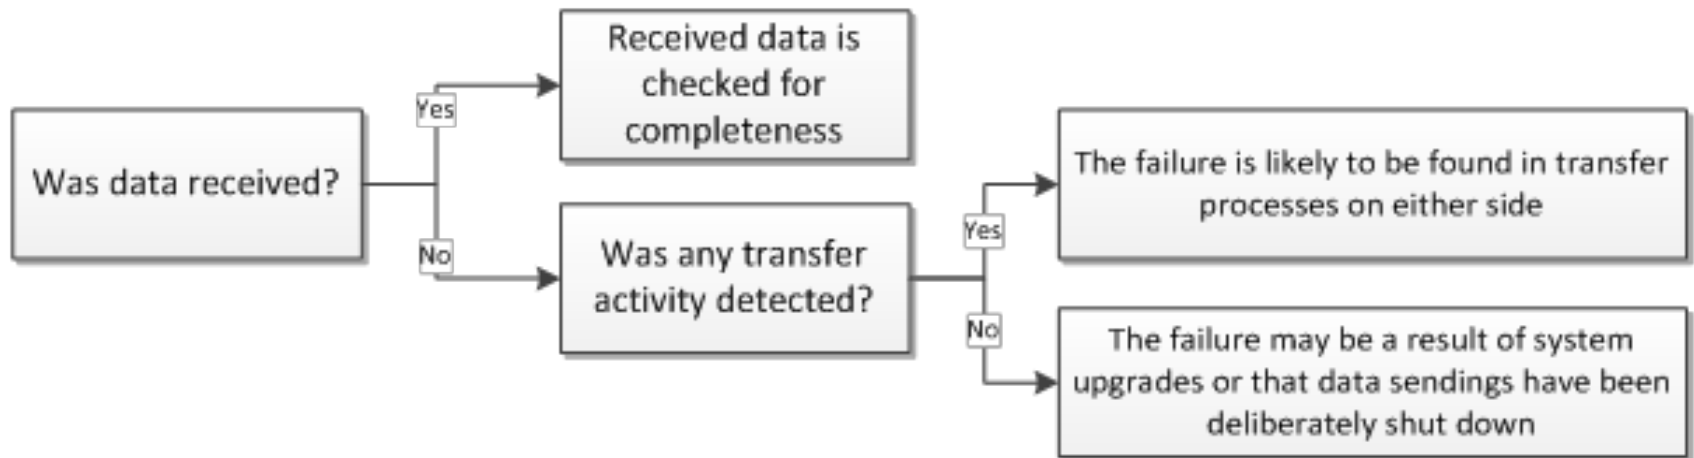 Was data received?
Yes
Received data is
checked for
completeness
No
Was any transfer
activity detected?
Yes
The failure is likely to be found in transfer
processes on either side
No
The failure may be a result of system
upgrades or that data sendings have been
deliberately shut down